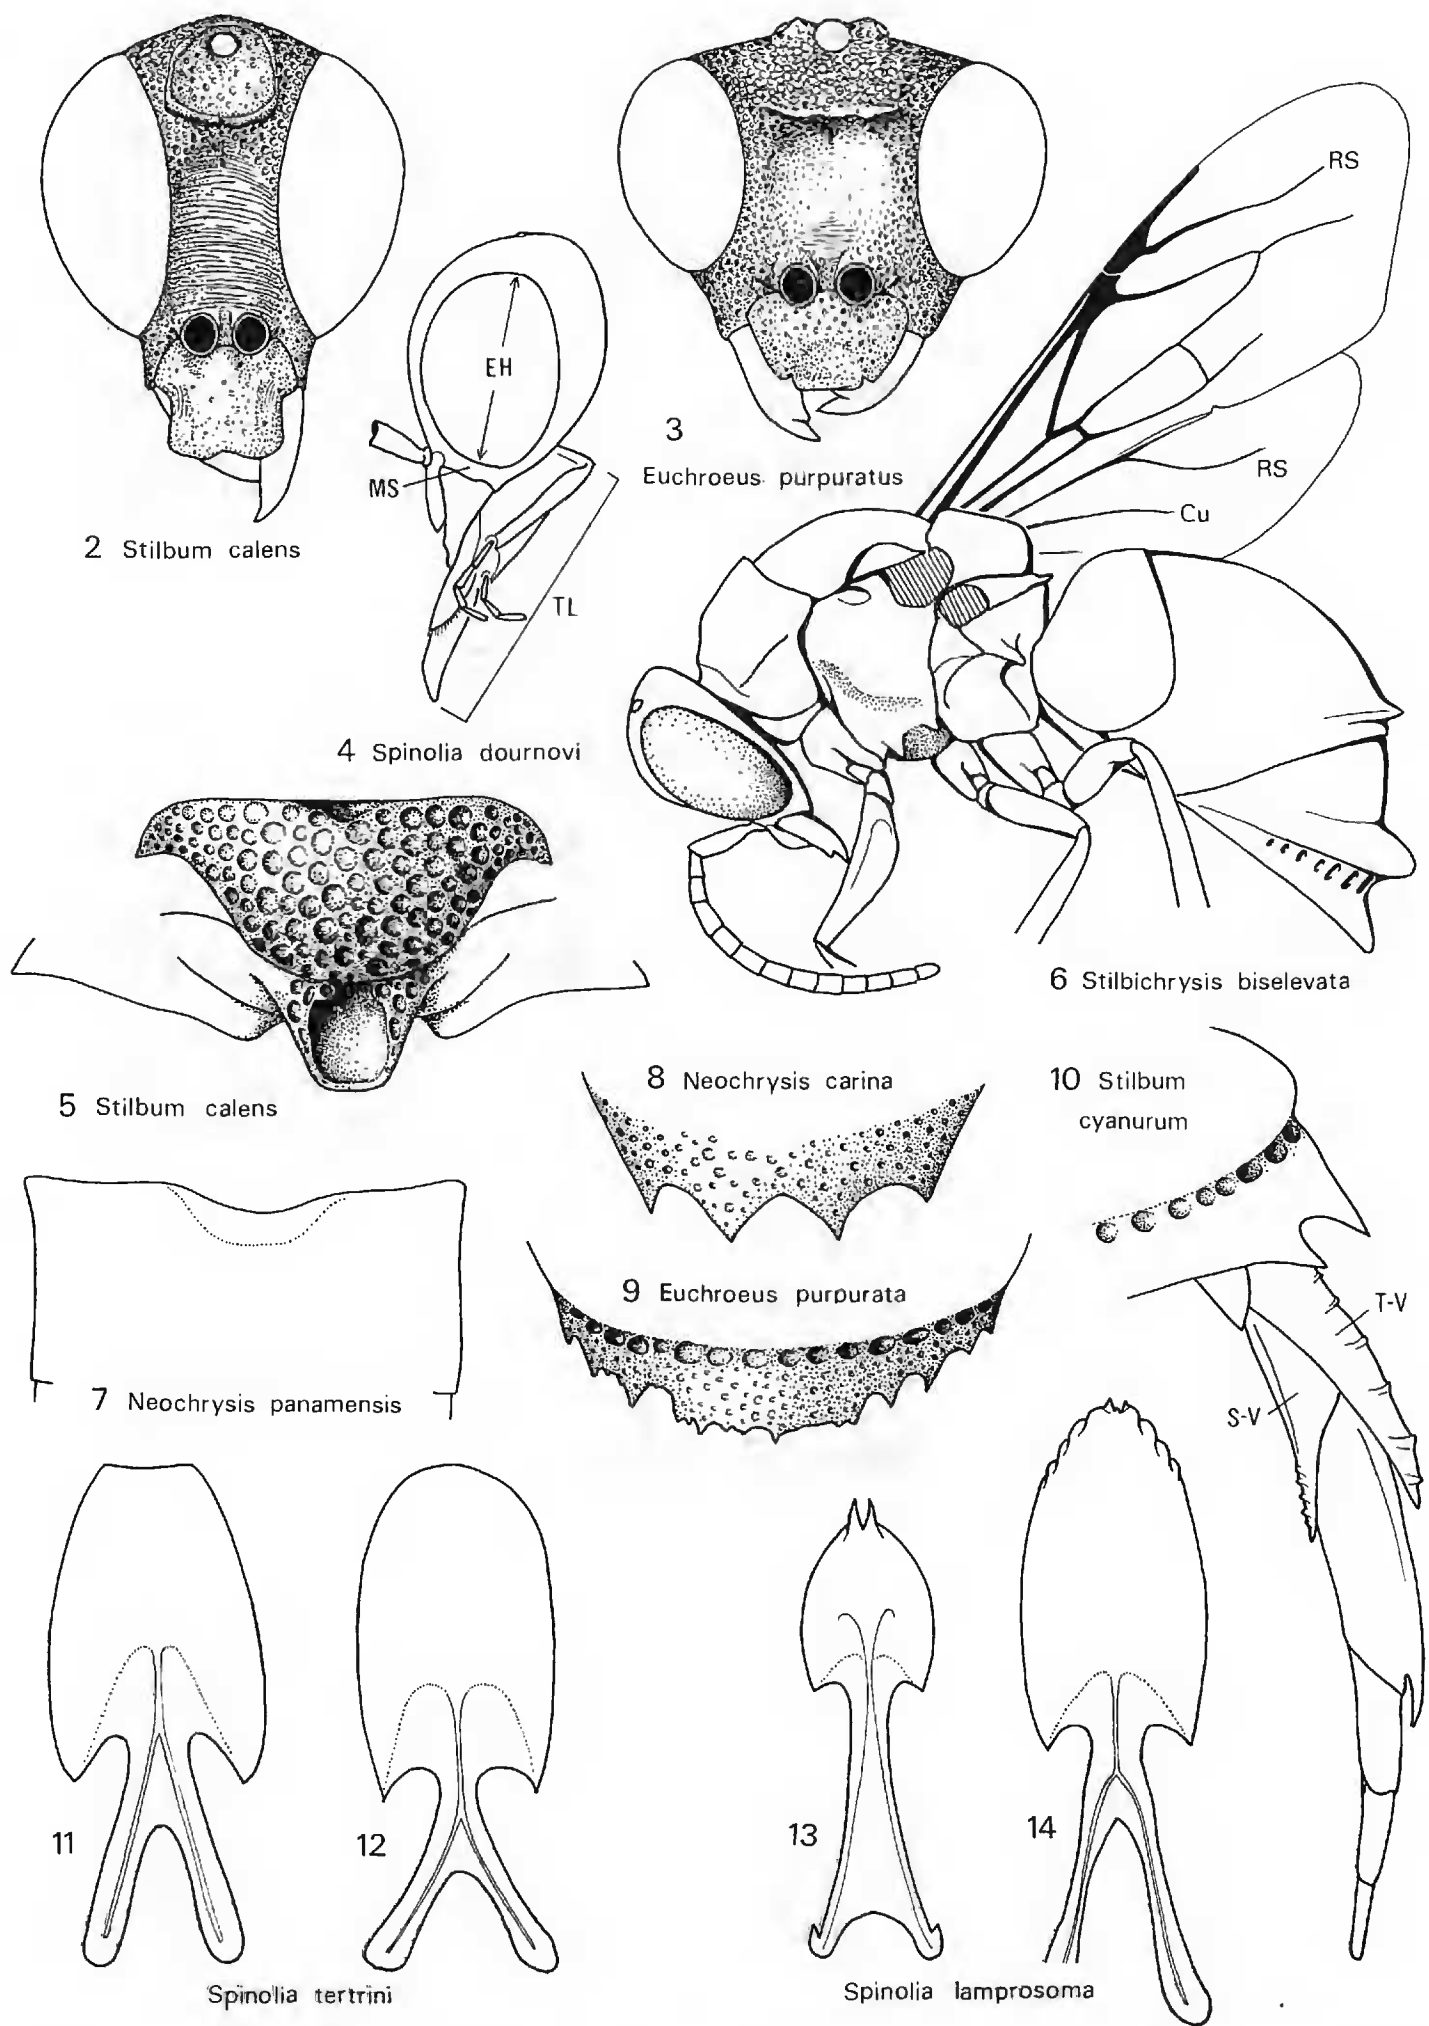 RS
EH
3
MS
Euchroeus purpuratus
RS
Cu
2 Stilbum calens
TL
4 Spinolia dournovi
6 Stilbichrysis biselevata
8 Neochrysis carina
10 Stilbum
cyanurum
5 Stilbum calens
9 Euchroeus purpurata
T-V
7 Neochrysis panamensis
S-V
11
12
13
14
Spinolia tertrini
Spinolia lamprosoma